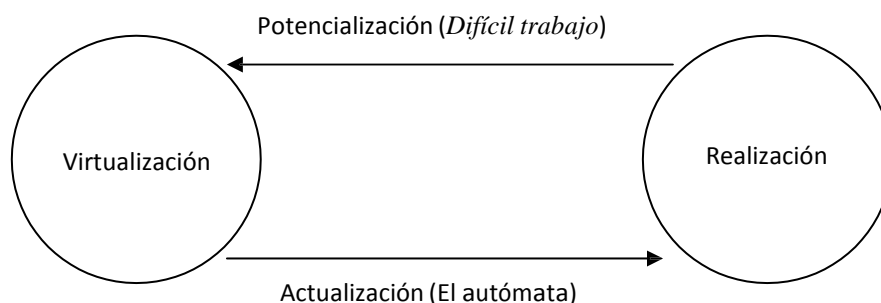 Potencialización (Difícil trabajo)
Virtualización
Realización
Actualización (El autómata)